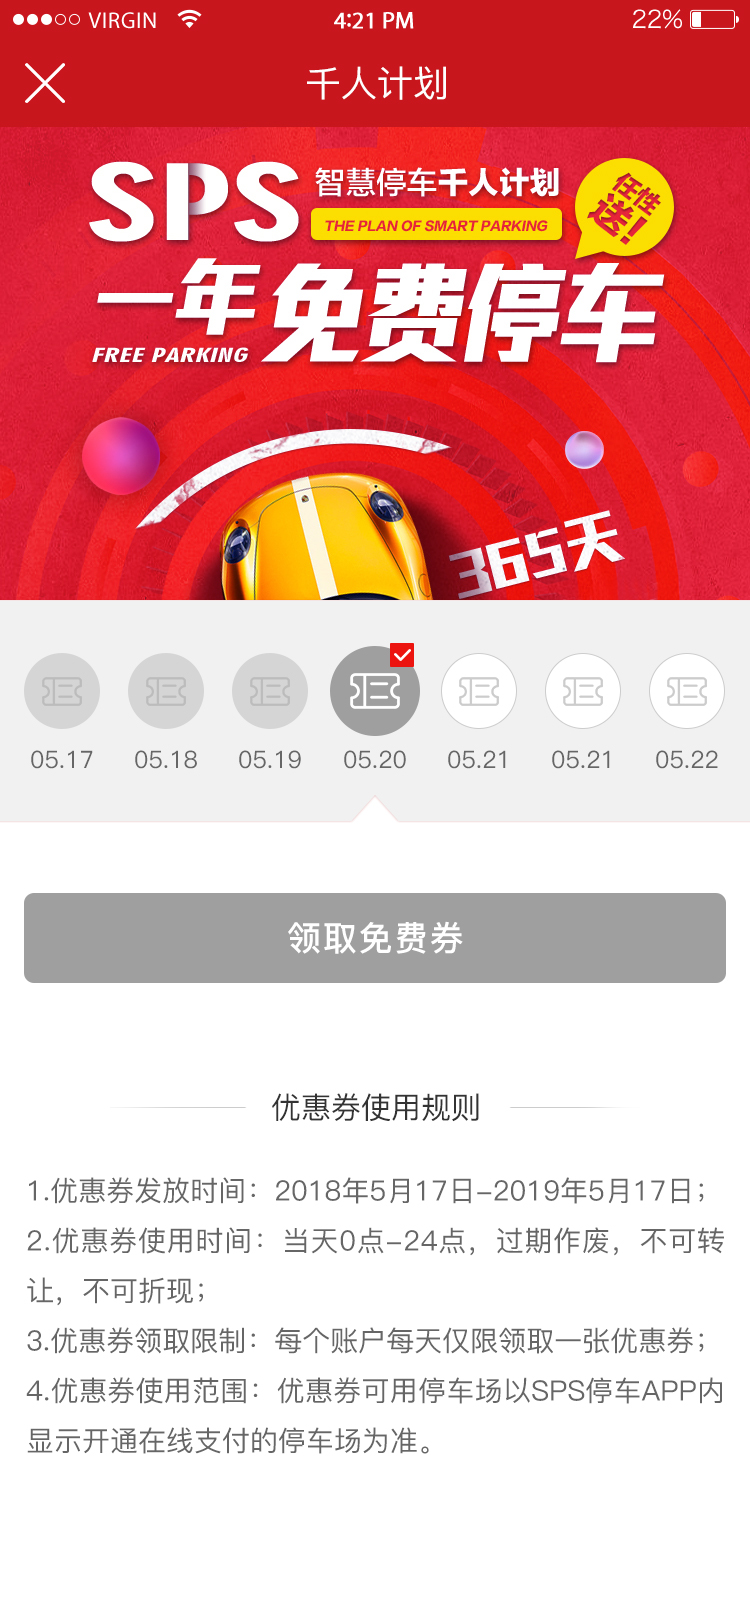 VIRGIN 4:21 PM 22%
千人计划
SPS 智慧停车千人计划
THE PLAN OF SMART PARKING
任性
送!
一年免费停车
FREE PARKING
365天
05.17 05.18 05.19 05.20 05.21 05.21 05.22
领取免费券
优惠券使用规则
1.优惠券发放时间：2018年5月17日-2019年5月17日；
2.优惠券使用时间：当天0点-24点，过期作废，不可转
让，不可折现；
3.优惠券领取限制：每个账户每天仅限领取一张优惠券；
4.优惠券使用范围：优惠券可用停车场以SPS停车APP内
显示开通在线支付的停车场为准。